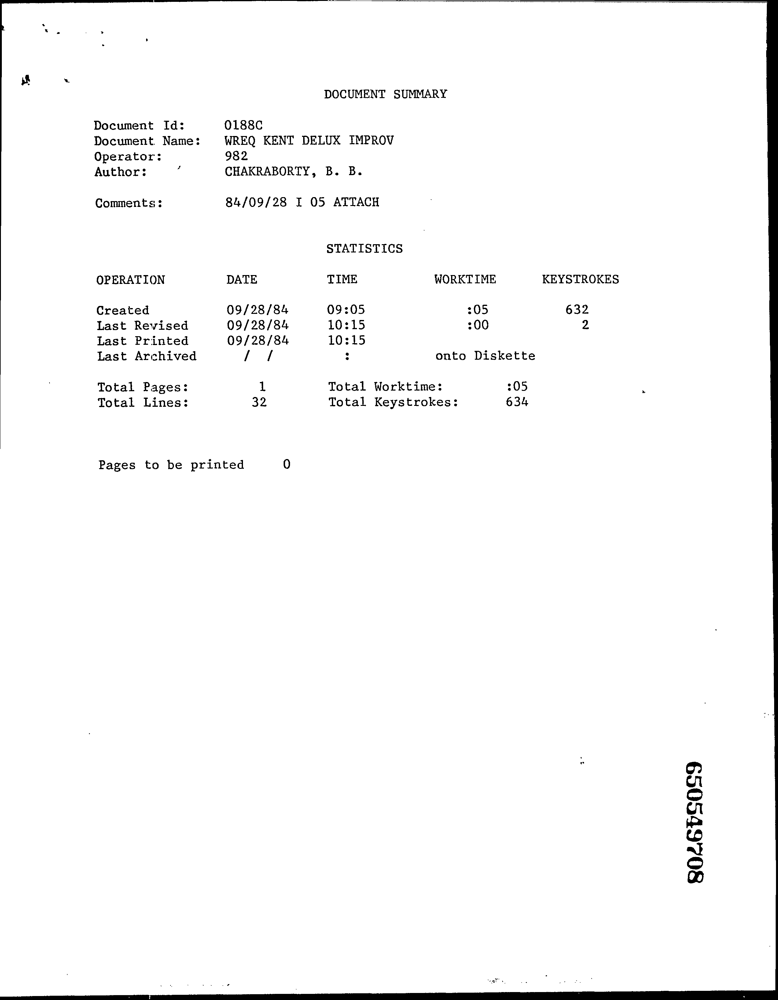 DOCUMENT SUMMARY
Document Id: 0188C
Document Name: WREQ KENT DELUX IMPROV
Operator: 982
Author: CHAKRABORTY, B. B.
Comments: 84/09/28 I 05 ATTACH
STATISTICS
OPERATION DATE TIME WORKTIME KEYSTROKES
Created 09/28/84 09:05 :05 632
Last Revised 09/28/84 10:15 :00 2
Last Printed 09/28/84 10:15
Last Archived / / : onto Diskette
Total Pages: 1 Total Worktime: :05
Total Lines: 32 Total Keystrokes: 634
Pages to be printed 0
650549708